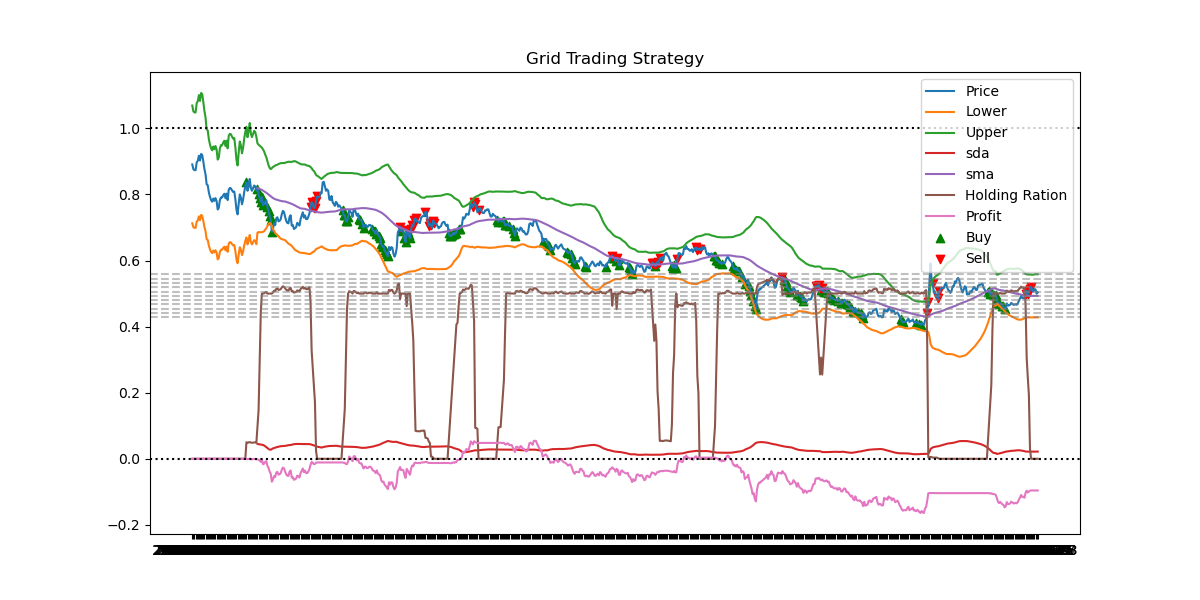 Grid Trading Strategy
Price
Lower
Upper
sda
sma
Holding Ration
Profit
Buy
Sell
1.0
0.8
0.6
0.4
0.2
0.0
−0.2